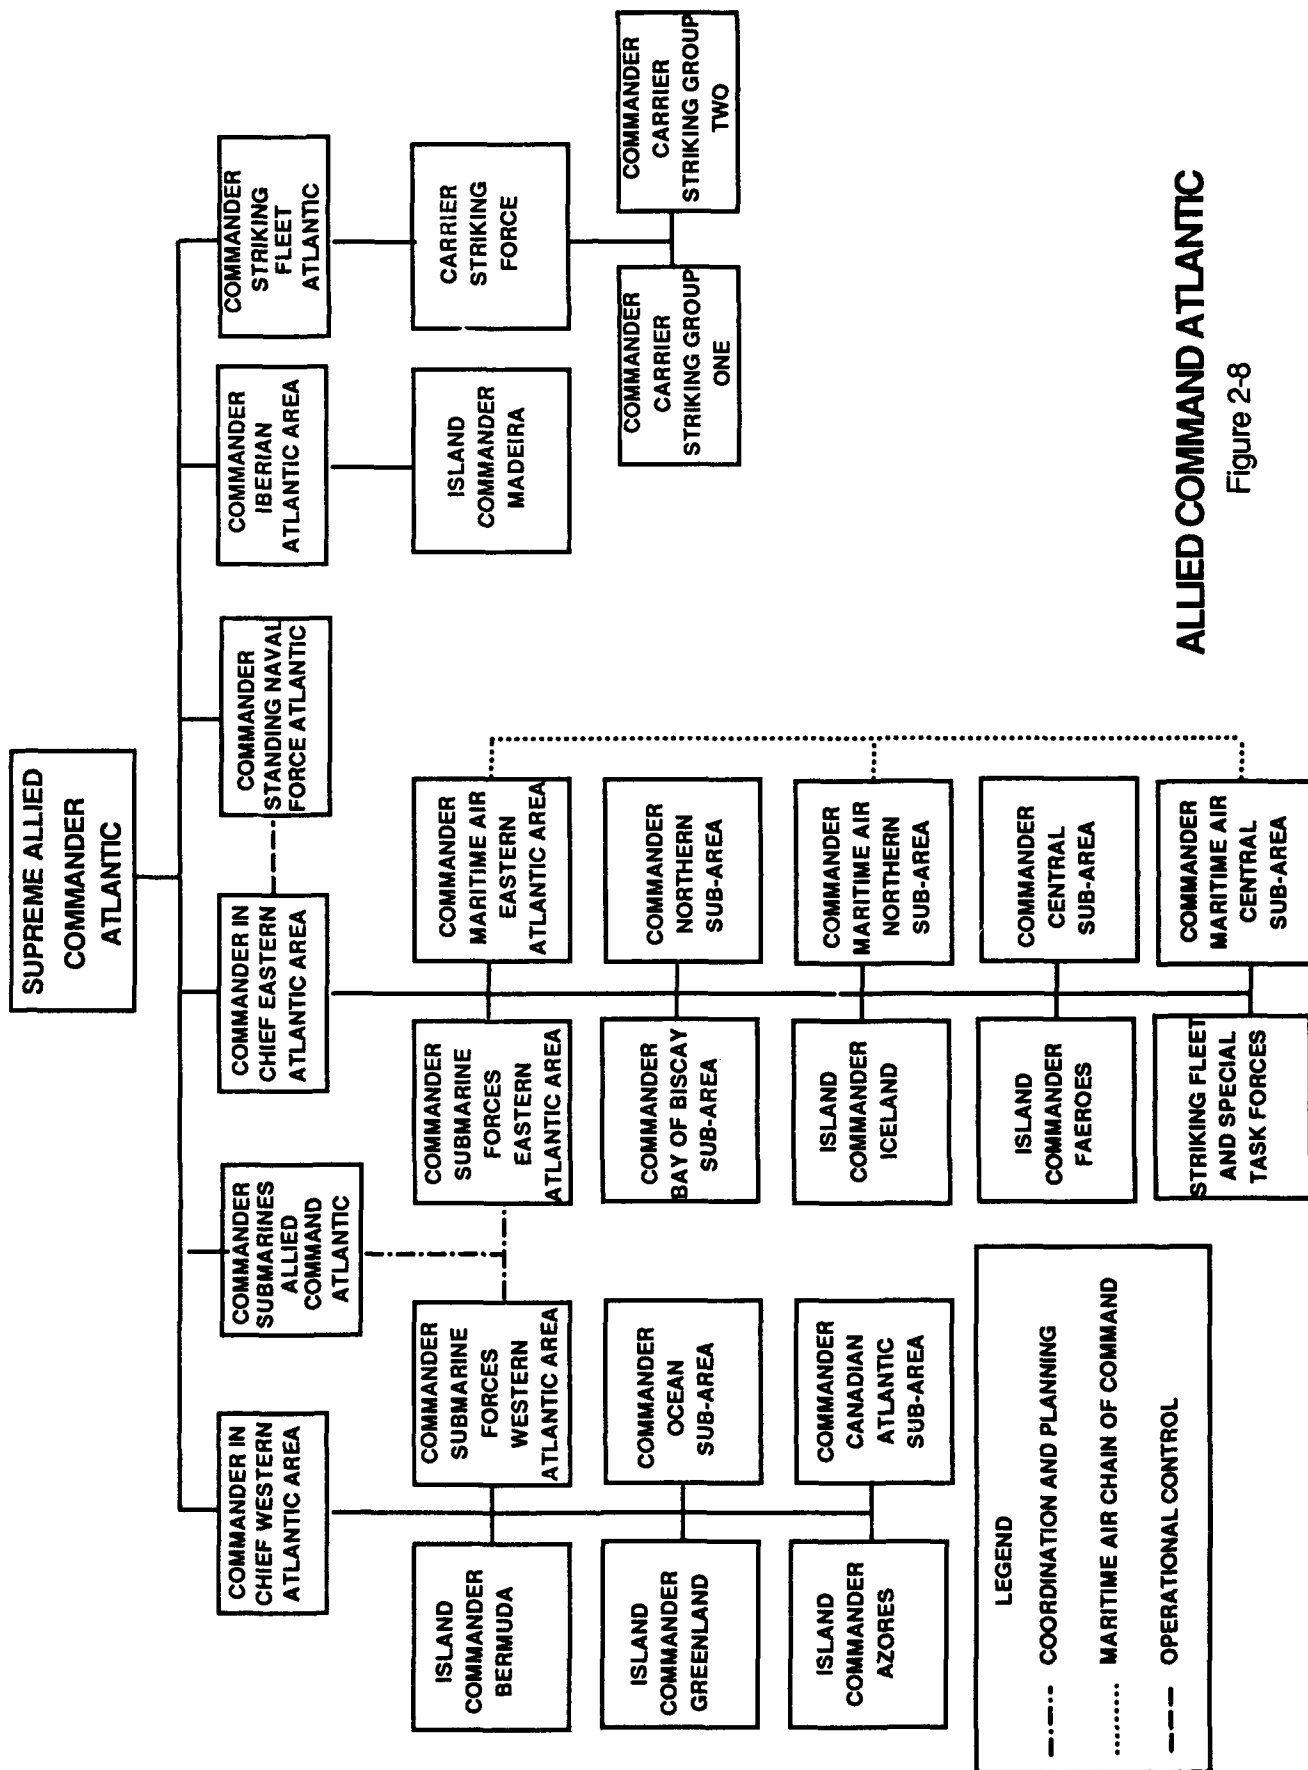 SUPREME ALLIED
COMMANDER
ATLANTIC
COMMANDER IN
CHIEF WESTERN
ATLANTIC AREA
COMMANDER
SUBMARINES
ALLIED
COMMAND
ATLANTIC
COMMANDER IN
CHIEF EASTERN
ATLANTIC AREA
COMMANDER
STANDING NAVAL
FORCE ATLANTIC
COMMANDER
IBERIAN
ATLANTIC AREA
COMMANDER
STRIKING
FLEET
ATLANTIC
ISLAND
COMMANDER
BERMUDA
COMMANDER
SUBMARINE
FORCES
WESTERN
ATLANTIC AREA
COMMANDER
SUBMARINE
FORCES
EASTERN
ATLANTIC AREA
COMMANDER
MARITIME AIR
EASTERN
ATLANTIC AREA
ISLAND
COMMANDER
MADEIRA
CARRIER
STRIKING
FORCE
ISLAND
COMMANDER
GREENLAND
COMMANDER
OCEAN
SUB-AREA
COMMANDER
BAY OF BISCAY
SUB-AREA
COMMANDER
NORTHERN
SUB-AREA
COMMANDER
CARRIER
STRIKING GROUP
ONE
COMMANDER
CARRIER
STRIKING GROUP
TWO
ISLAND
COMMANDER
AZORES
COMMANDER
CANADIAN
ATLANTIC
SUB-AREA
ISLAND
COMMANDER
ICELAND
COMMANDER
MARITIME AIR
NORTHERN
SUB-AREA
ISLAND
COMMANDER
FAEROES
COMMANDER
CENTRAL
SUB-AREA
STRIKING FLEET
AND SPECIAL
TASK FORCES
COMMANDER
MARITIME AIR
CENTRAL
SUB-AREA
LEGEND
COORDINATION AND PLANNING
MARITIME AIR CHAIN OF COMMAND
OPERATIONAL CONTROL
ALLIED COMMAND ATLANTIC
Figure 2-8